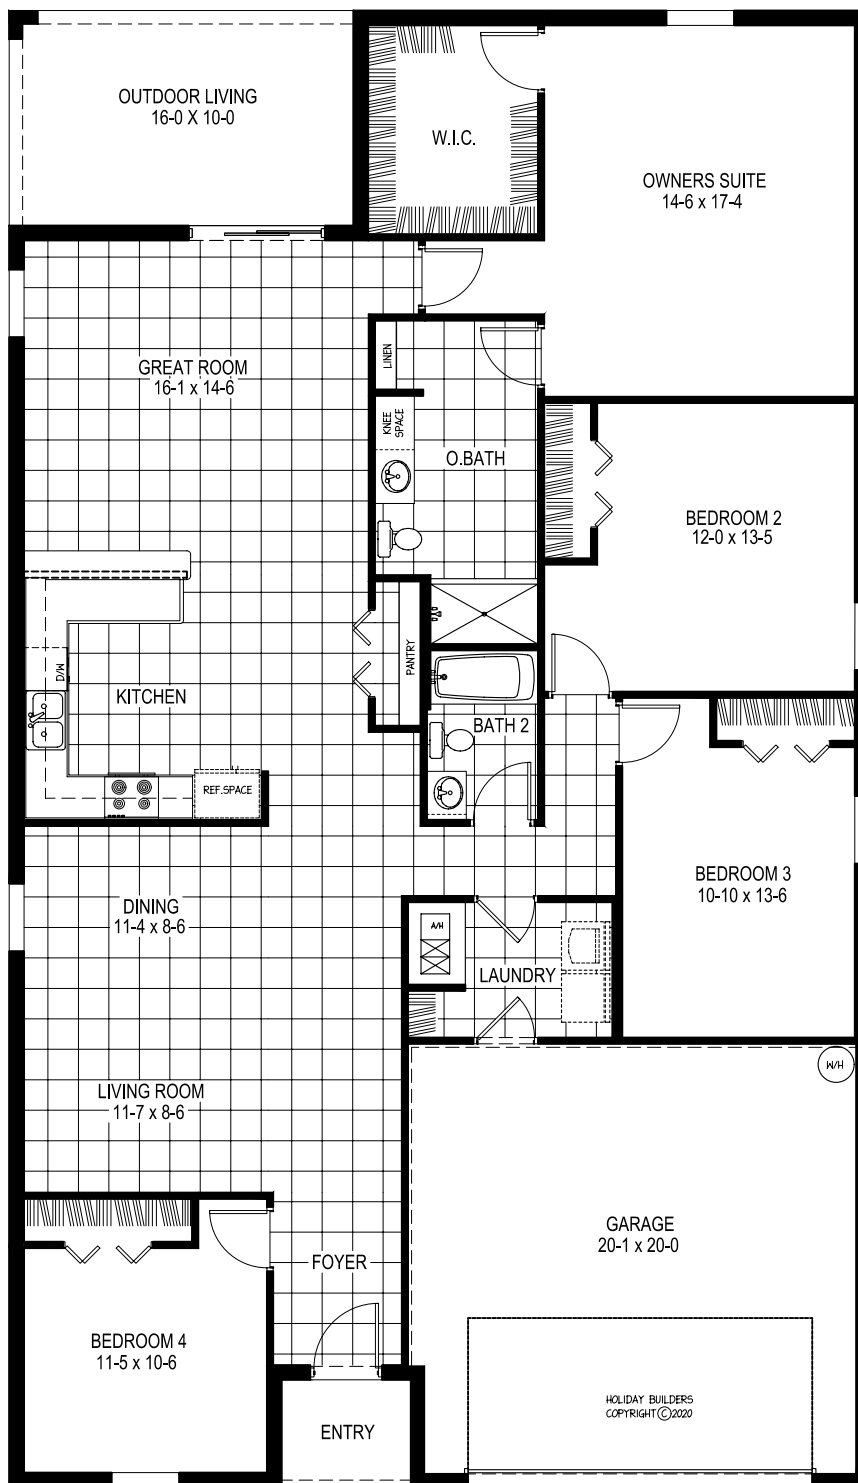 OUTDOOR LIVING
16-0 X 10-0
W.I.C.
OWNERS SUITE
14-6 x 17-4
GREAT ROOM
16-1 x 14-6
LINEN
KNEE
SPACE
O.BATH
BEDROOM 2
12-0 x 13-5
D/W
KITCHEN
PANTRY
BATH 2
REF.SPACE
BEDROOM 3
10-10 x 13-6
DINING
11-4 x 8-6
A/H
LAUNDRY
W/H
LIVING ROOM
11-7 x 8-6
GARAGE
20-1 x 20-0
FOYER
BEDROOM 4
11-5 x 10-6
HOLIDAY BUILDERS
COPYRIGHT©2020
ENTRY